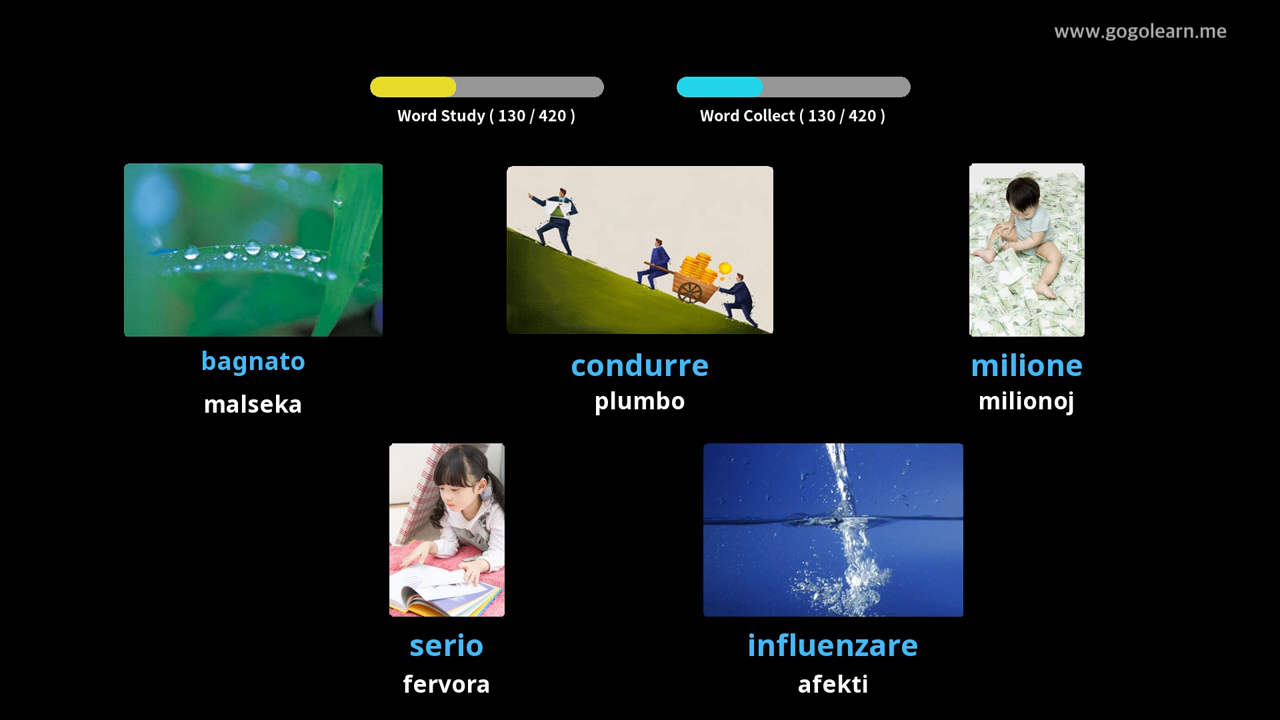 www.gogolearn.me
Word Study ( 130 / 420 )
Word Collect ( 130 / 420 )
bagnato
malseka
condurre
plumbo
milione
milionoj
serio
fervora
influenzare
afekti